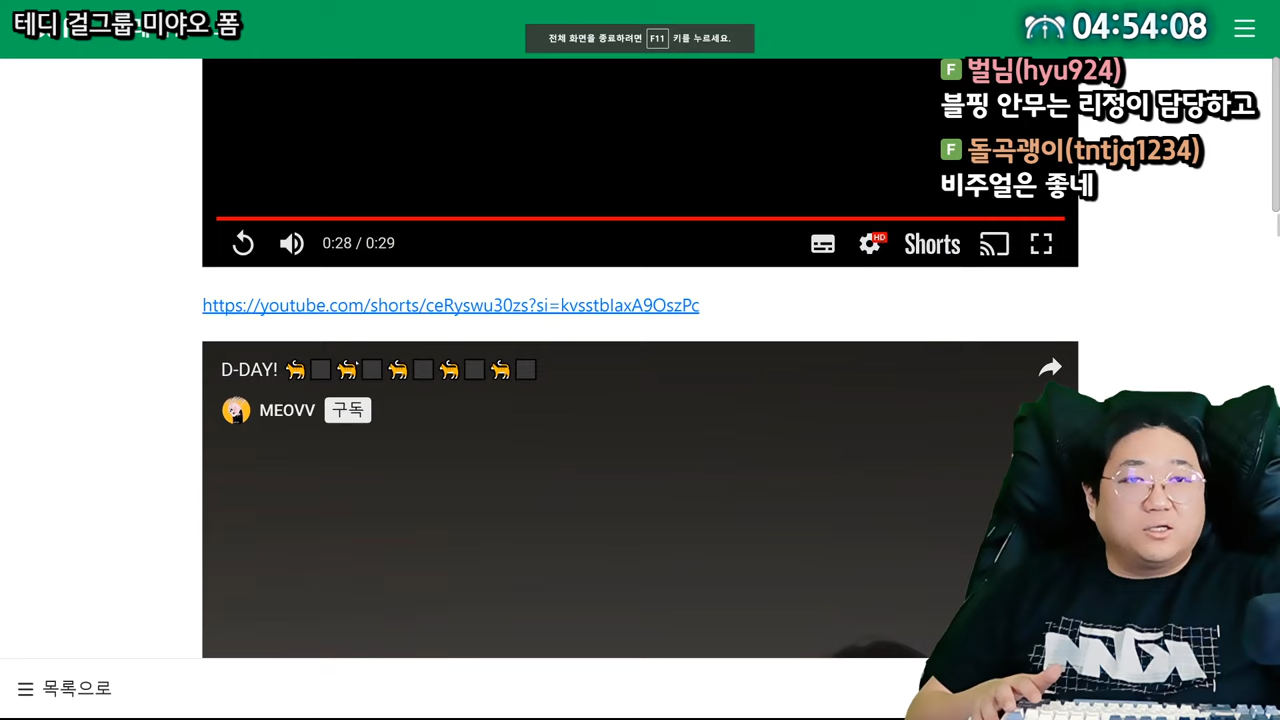 테디 걸그룹 미야오 폼
전체 화면을 종료하려면 F11 키를 누르세요.
04:54:08
F 벌님(hyu924)
블핑 안무는 리정이 담당하고
F 돌곡괭이(tntjq1234)
비주얼은 좋네
0:28 / 0:29
HD
Shorts
https://youtube.com/shorts/ceRyswu30zs?si=kvsstbIaxA9OszPc
D-DAY! 🐈⬛🐈⬛🐈⬛🐈⬛🐈⬛
MEOVV 구독
목록으로